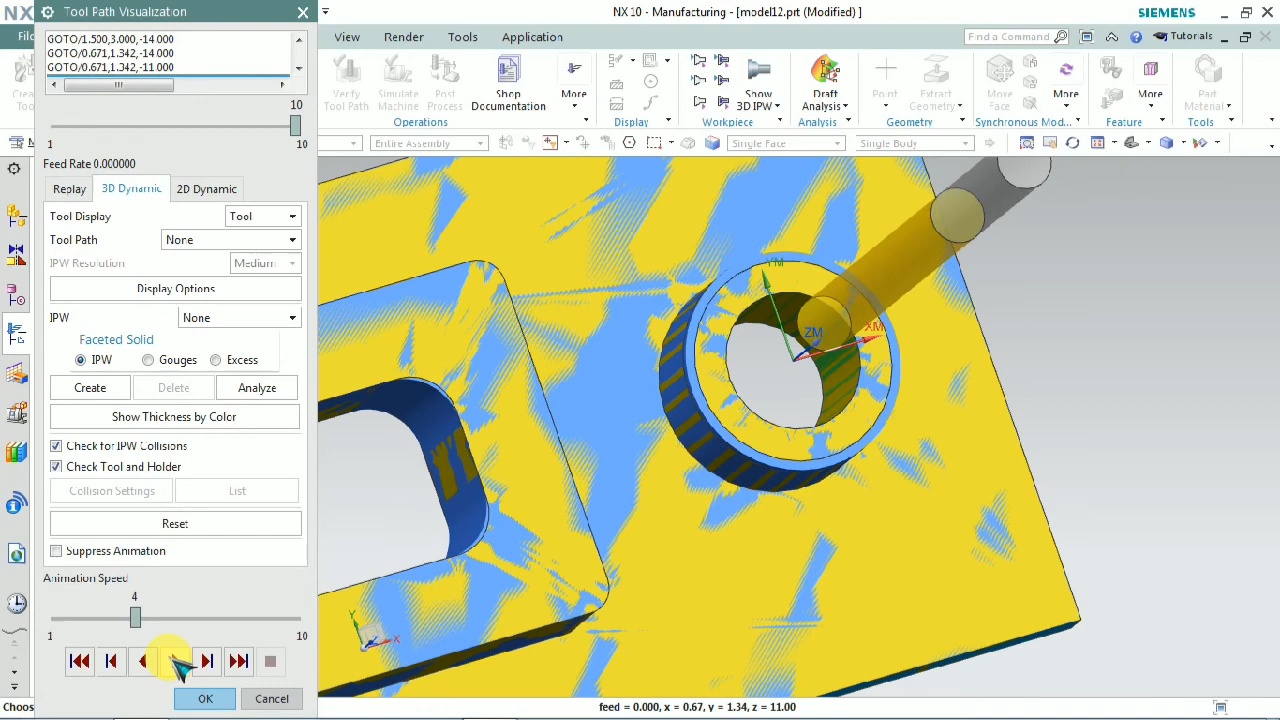 NX
Tool Path Visualization
NX 10 - Manufacturing - [model12.prt (Modified) ]
SIEMENS
Fil
View
Render
Tools
Application
Find a Command
Tutorials
GOTO/1.500,3.000,-14 000
GOTO/0.671,1.342,-14 000
GOTO/0.671,1.342,-11 000
10
1
10
Feed Rate 0.000000
Replay
3D Dynamic
2D Dynamic
Tool Display
Tool
Tool Path
None
IPW Resolution
Medium
Display Options
IPW
None
Faceted Solid
IPW
Gouges
Excess
Create
Delete
Analyze
Show Thickness by Color
Check for IPW Collisions
Check Tool and Holder
Collision Settings
List
Reset
Suppress Animation
Animation Speed
4
1
10
OK
Cancel
Verify
Tool Path
Simulate
Machine
Post
Process
Shop
Documentation
More
Operations
Display
Show
3D IPW
Workpiece
Draft
Analysis
Analysis
Point
Extract
Geometry
Geometry
Move
Face
More
Synchronous Mod...
More
Feature
Part
Material
Tools
Entire Assembly
Single Face
Single Body
YM
XM
ZM
Y
X
Choos
feed = 0.000, x = 0.67, y = 1.34, z = 11.00